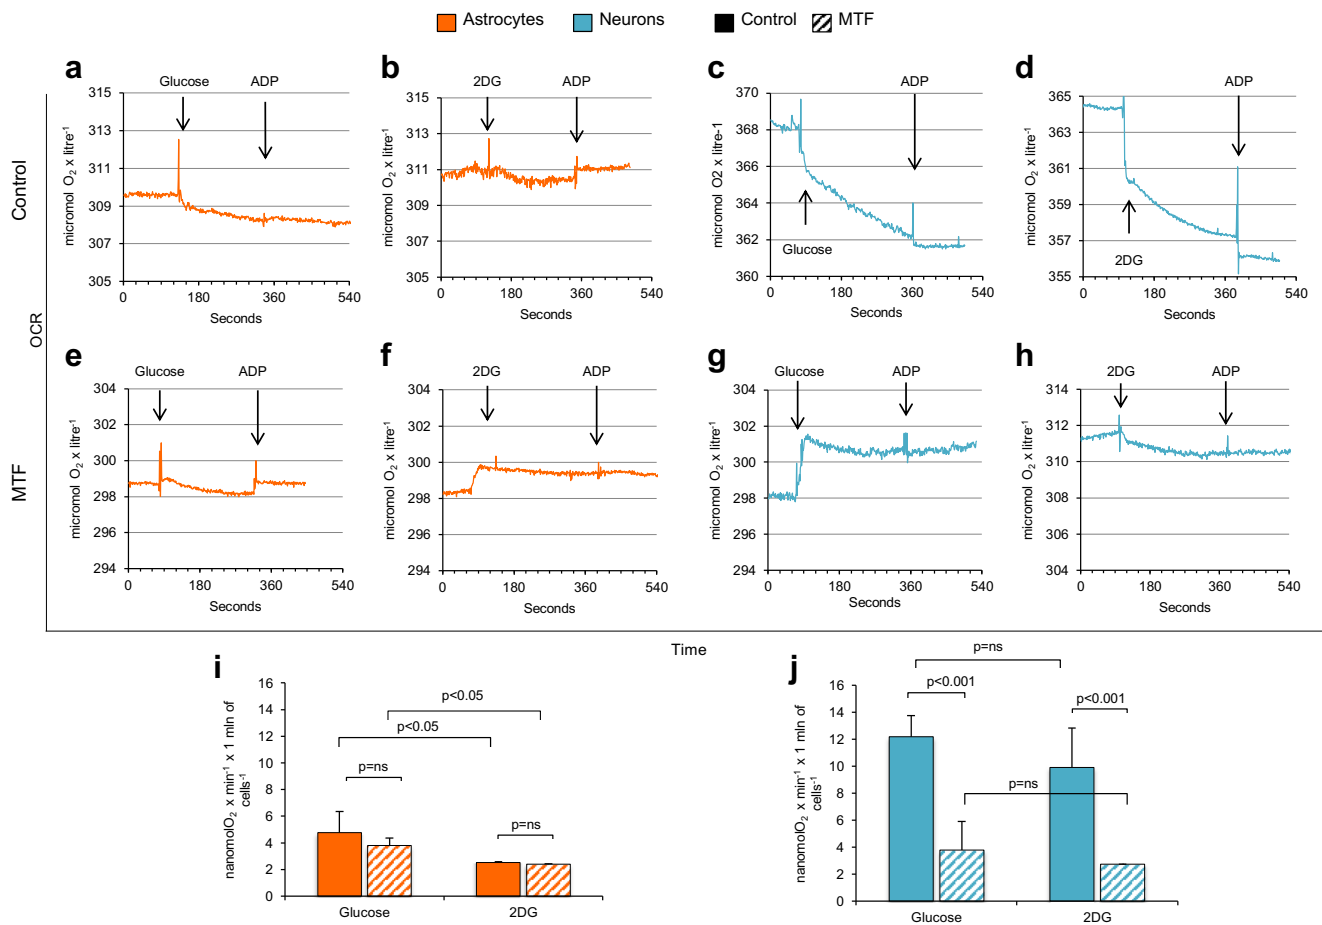 Astrocytes Neurons Control MTF
a
Glucose ADP
315
313
311
309
307
305
0 180 360 540
Seconds
micromol O₂ x litre⁻¹
b
2DG ADP
315
313
311
309
307
305
0 180 360 540
Seconds
micromol O₂ x litre⁻¹
c
ADP
370
368
366
364
362
360
Glucose
0 180 360 540
Seconds
micromol O2 x litre-1
d
ADP
365
363
361
359
357
355
2DG
0 180 360 540
Seconds
micromol O₂ x litre⁻¹
Control
OCR
MTF
e
Glucose ADP
304
302
300
298
296
294
0 180 360 540
Seconds
micromol O₂ x litre⁻¹
f
2DG ADP
304
302
300
298
296
294
0 180 360 540
Seconds
micromol O₂ x litre⁻¹
g
Glucose ADP
304
302
300
298
296
294
0 180 360 540
Seconds
micromol O₂ x litre⁻¹
h
2DG ADP
314
312
310
308
306
304
0 180 360 540
Seconds
micromol O₂ x litre⁻¹
Time
i
nanomolO₂ x min⁻¹ x 1 mln of
cells⁻¹
16
14
12
10
8
6
4
2
0
p<0.05
p<0.05
p=ns
p=ns
Glucose 2DG
j
nanomolO₂ x min⁻¹ x 1 mln of
cells⁻¹
16
14
12
10
8
6
4
2
0
p=ns
p<0.001
p<0.001
p=ns
Glucose 2DG